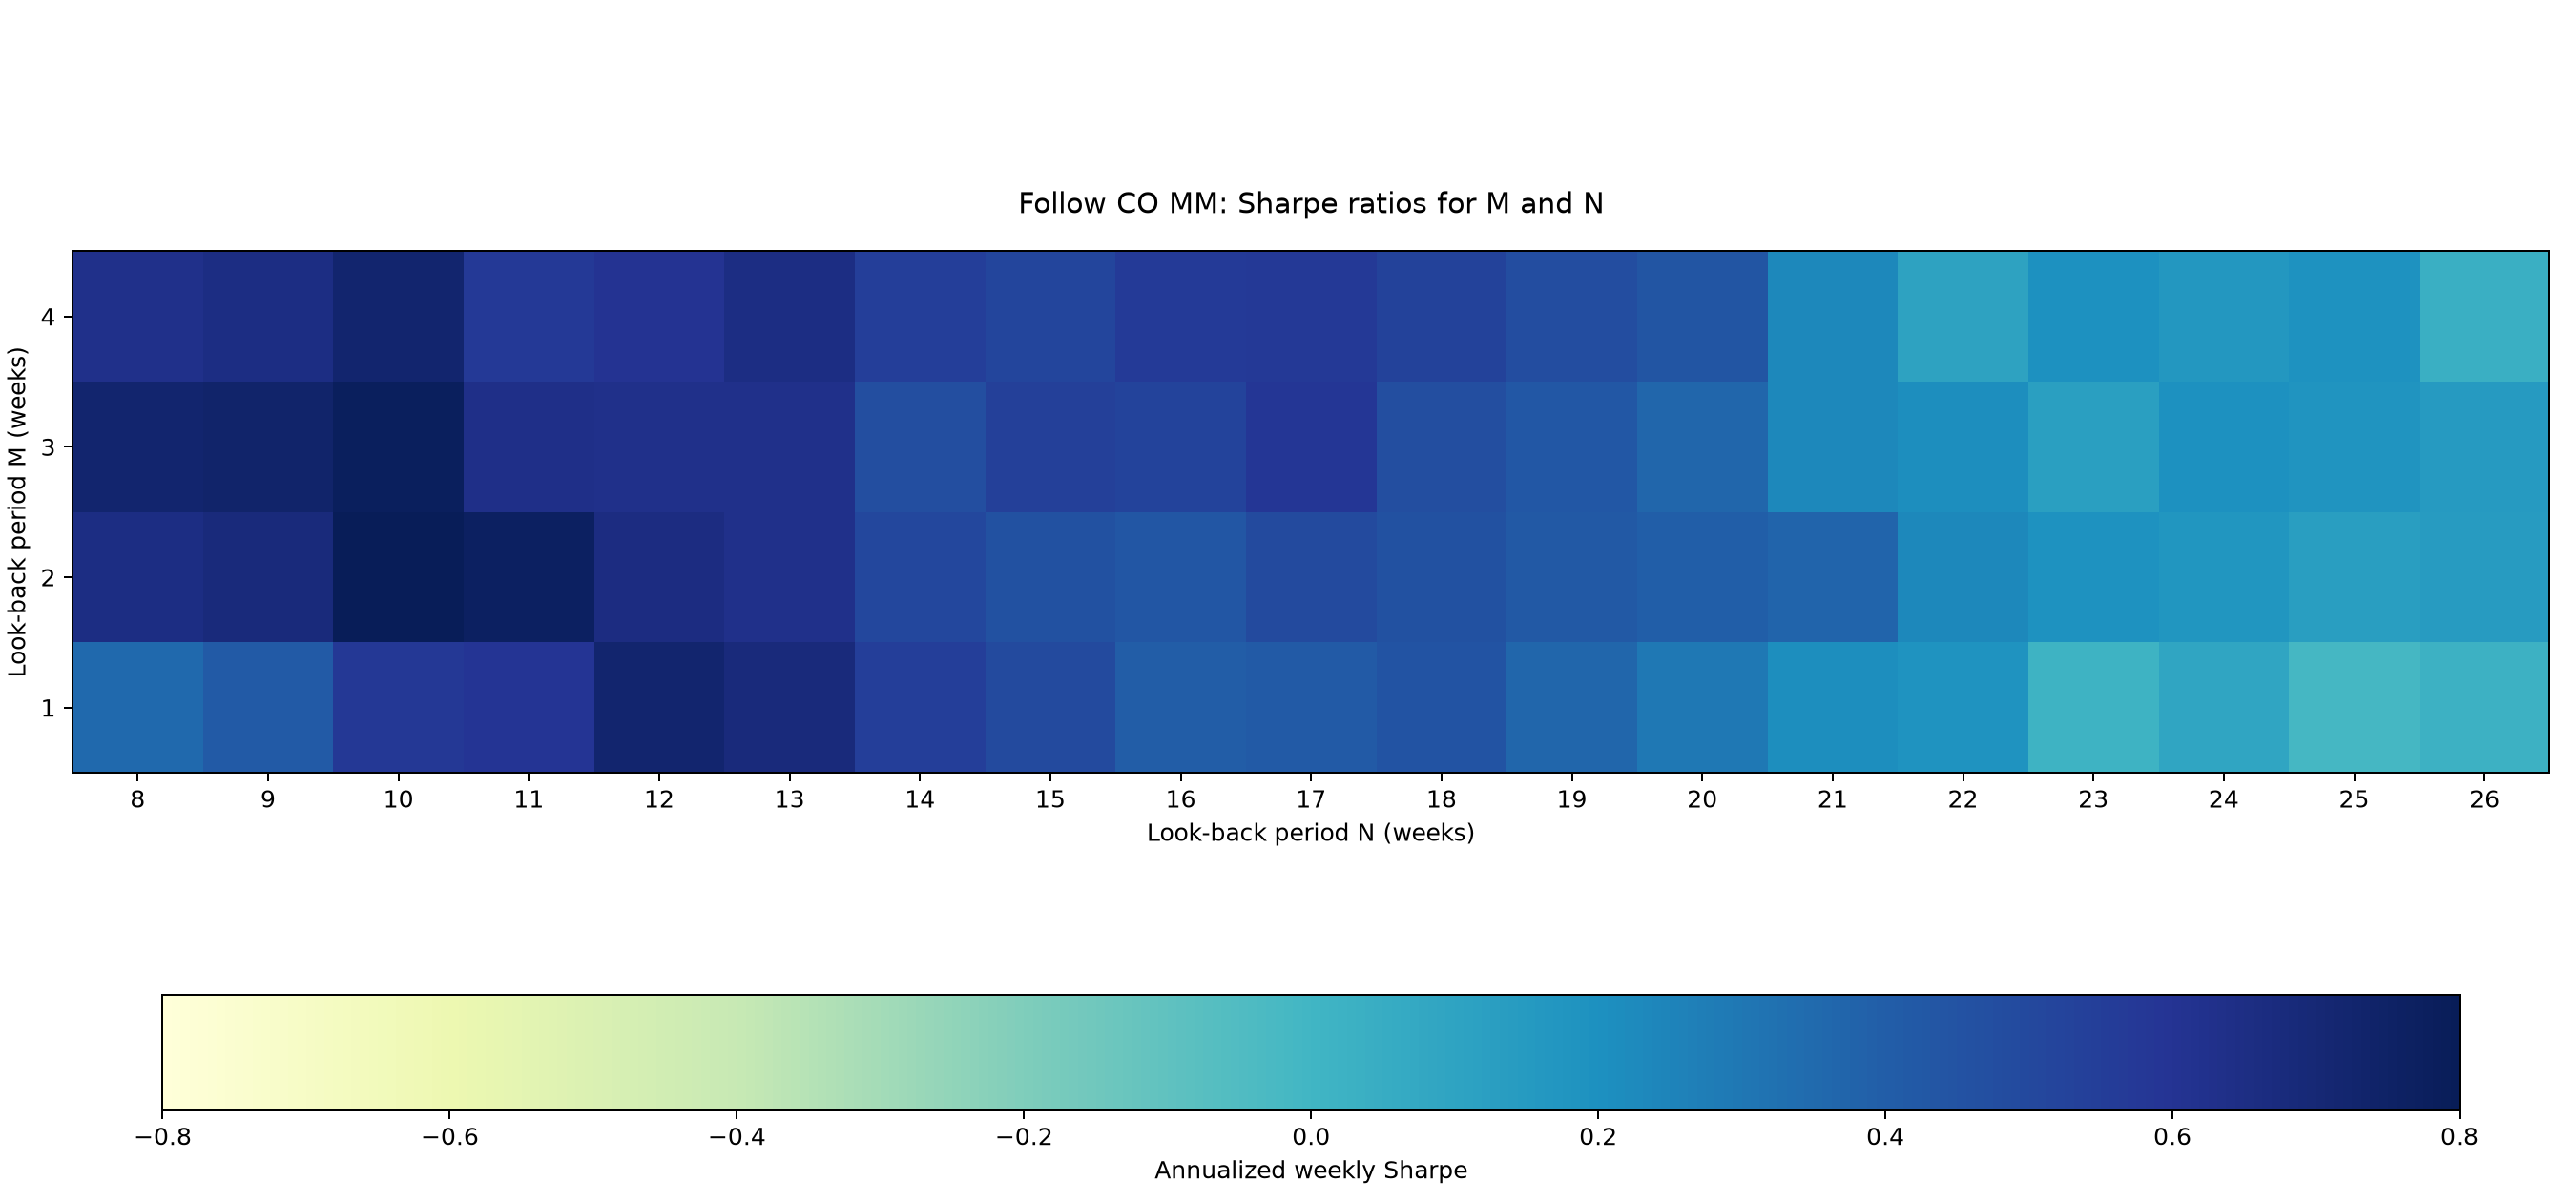 Follow CO MM: Sharpe ratios for M and N
Look-back period M (weeks)
4
3
2
1
8 9 10 11 12 13 14 15 16 17 18 19 20 21 22 23 24 25 26
Look-back period N (weeks)
−0.8 −0.6 −0.4 −0.2 0.0 0.2 0.4 0.6 0.8
Annualized weekly Sharpe